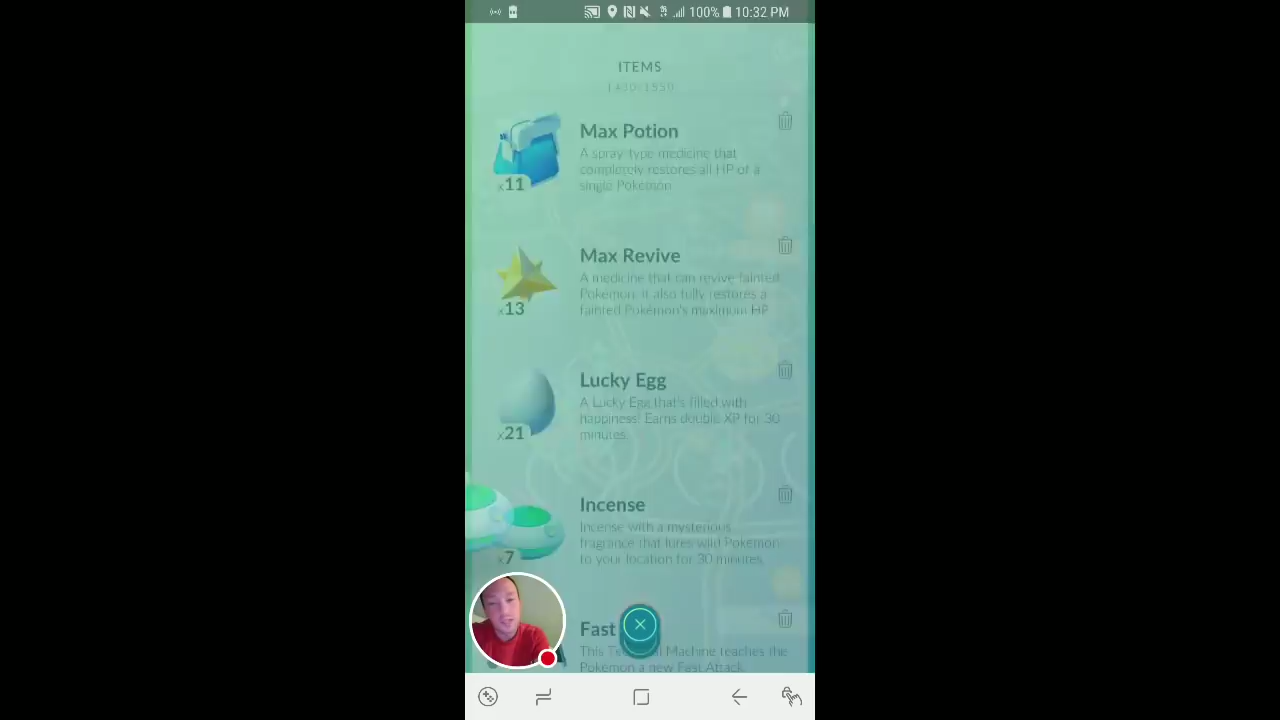 100% 10:32 PM
ITEMS
1430/1550
Max Potion
A spray-type medicine that
completely restores all HP of a
single Pokémon.
x11
Max Revive
A medicine that can revive fainted
Pokémon. It also fully restores a
fainted Pokémon's maximum HP.
x13
Lucky Egg
A Lucky Egg that's filled with
happiness! Earns double XP for 30
minutes.
x21
Incense
Incense with a mysterious
fragrance that lures wild Pokémon
to your location for 30 minutes.
x7
Fast
This Machine teaches the
Pokémon a new Fast Attack.